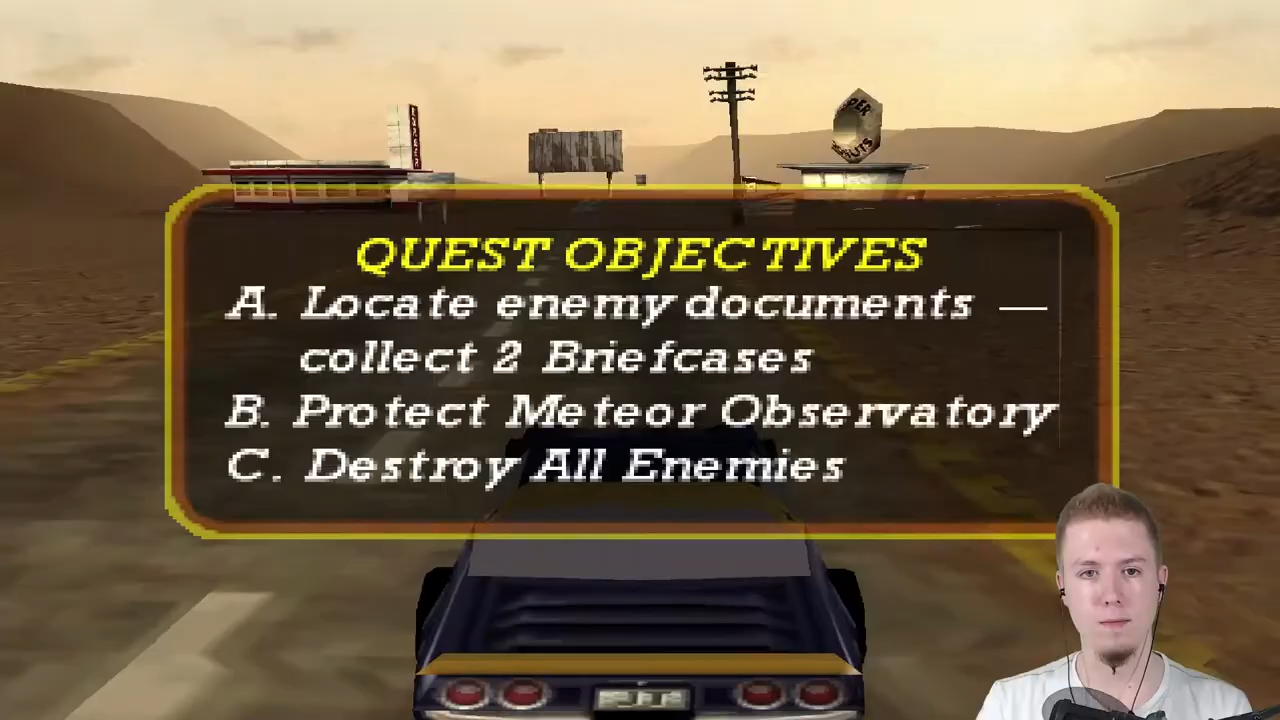 QUEST OBJECTIVES
A. Locate enemy documents —
collect 2 Briefcases
B. Protect Meteor Observatory
C. Destroy All Enemies